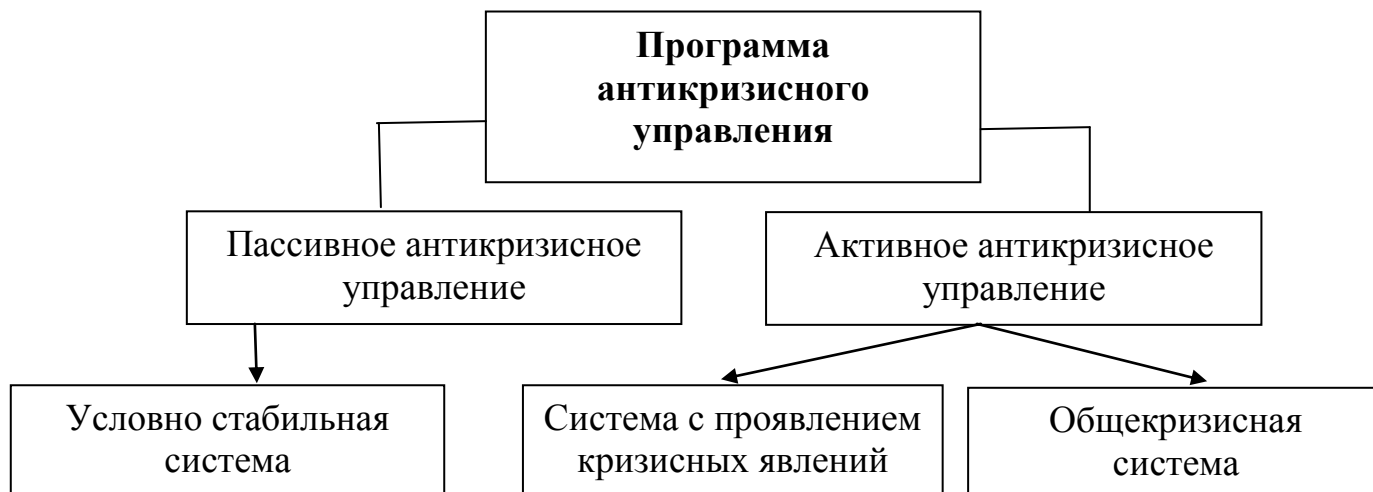 Программа
антикризисного
управления
Пассивное антикризисное
управление
Активное антикризисное
управление
Условно стабильная
система
Система с проявлением
кризисных явлений
Общекризисная
система